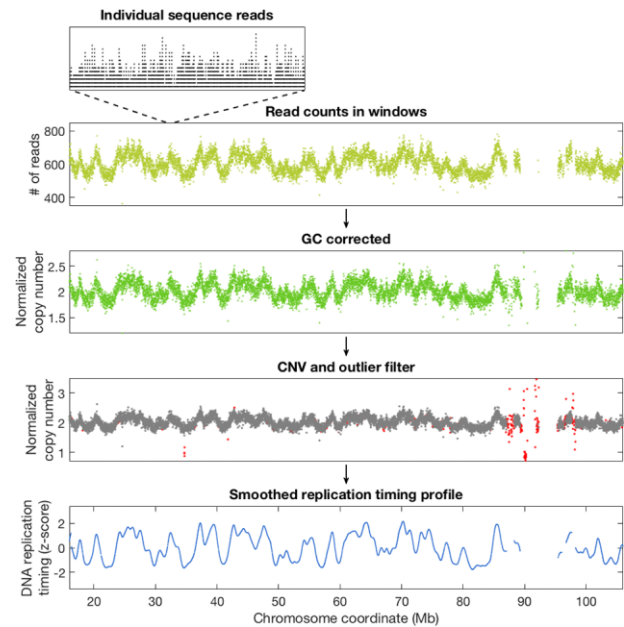 Individual sequence reads
Read counts in windows
# of reads
800
600
400
GC corrected
Normalized
copy number
2.5
2
1.5
CNV and outlier filter
Normalized
copy number
3
2
1
Smoothed replication timing profile
DNA replication
timing (z-score)
2
0
-2
20 30 40 50 60 70 80 90 100
Chromosome coordinate (Mb)